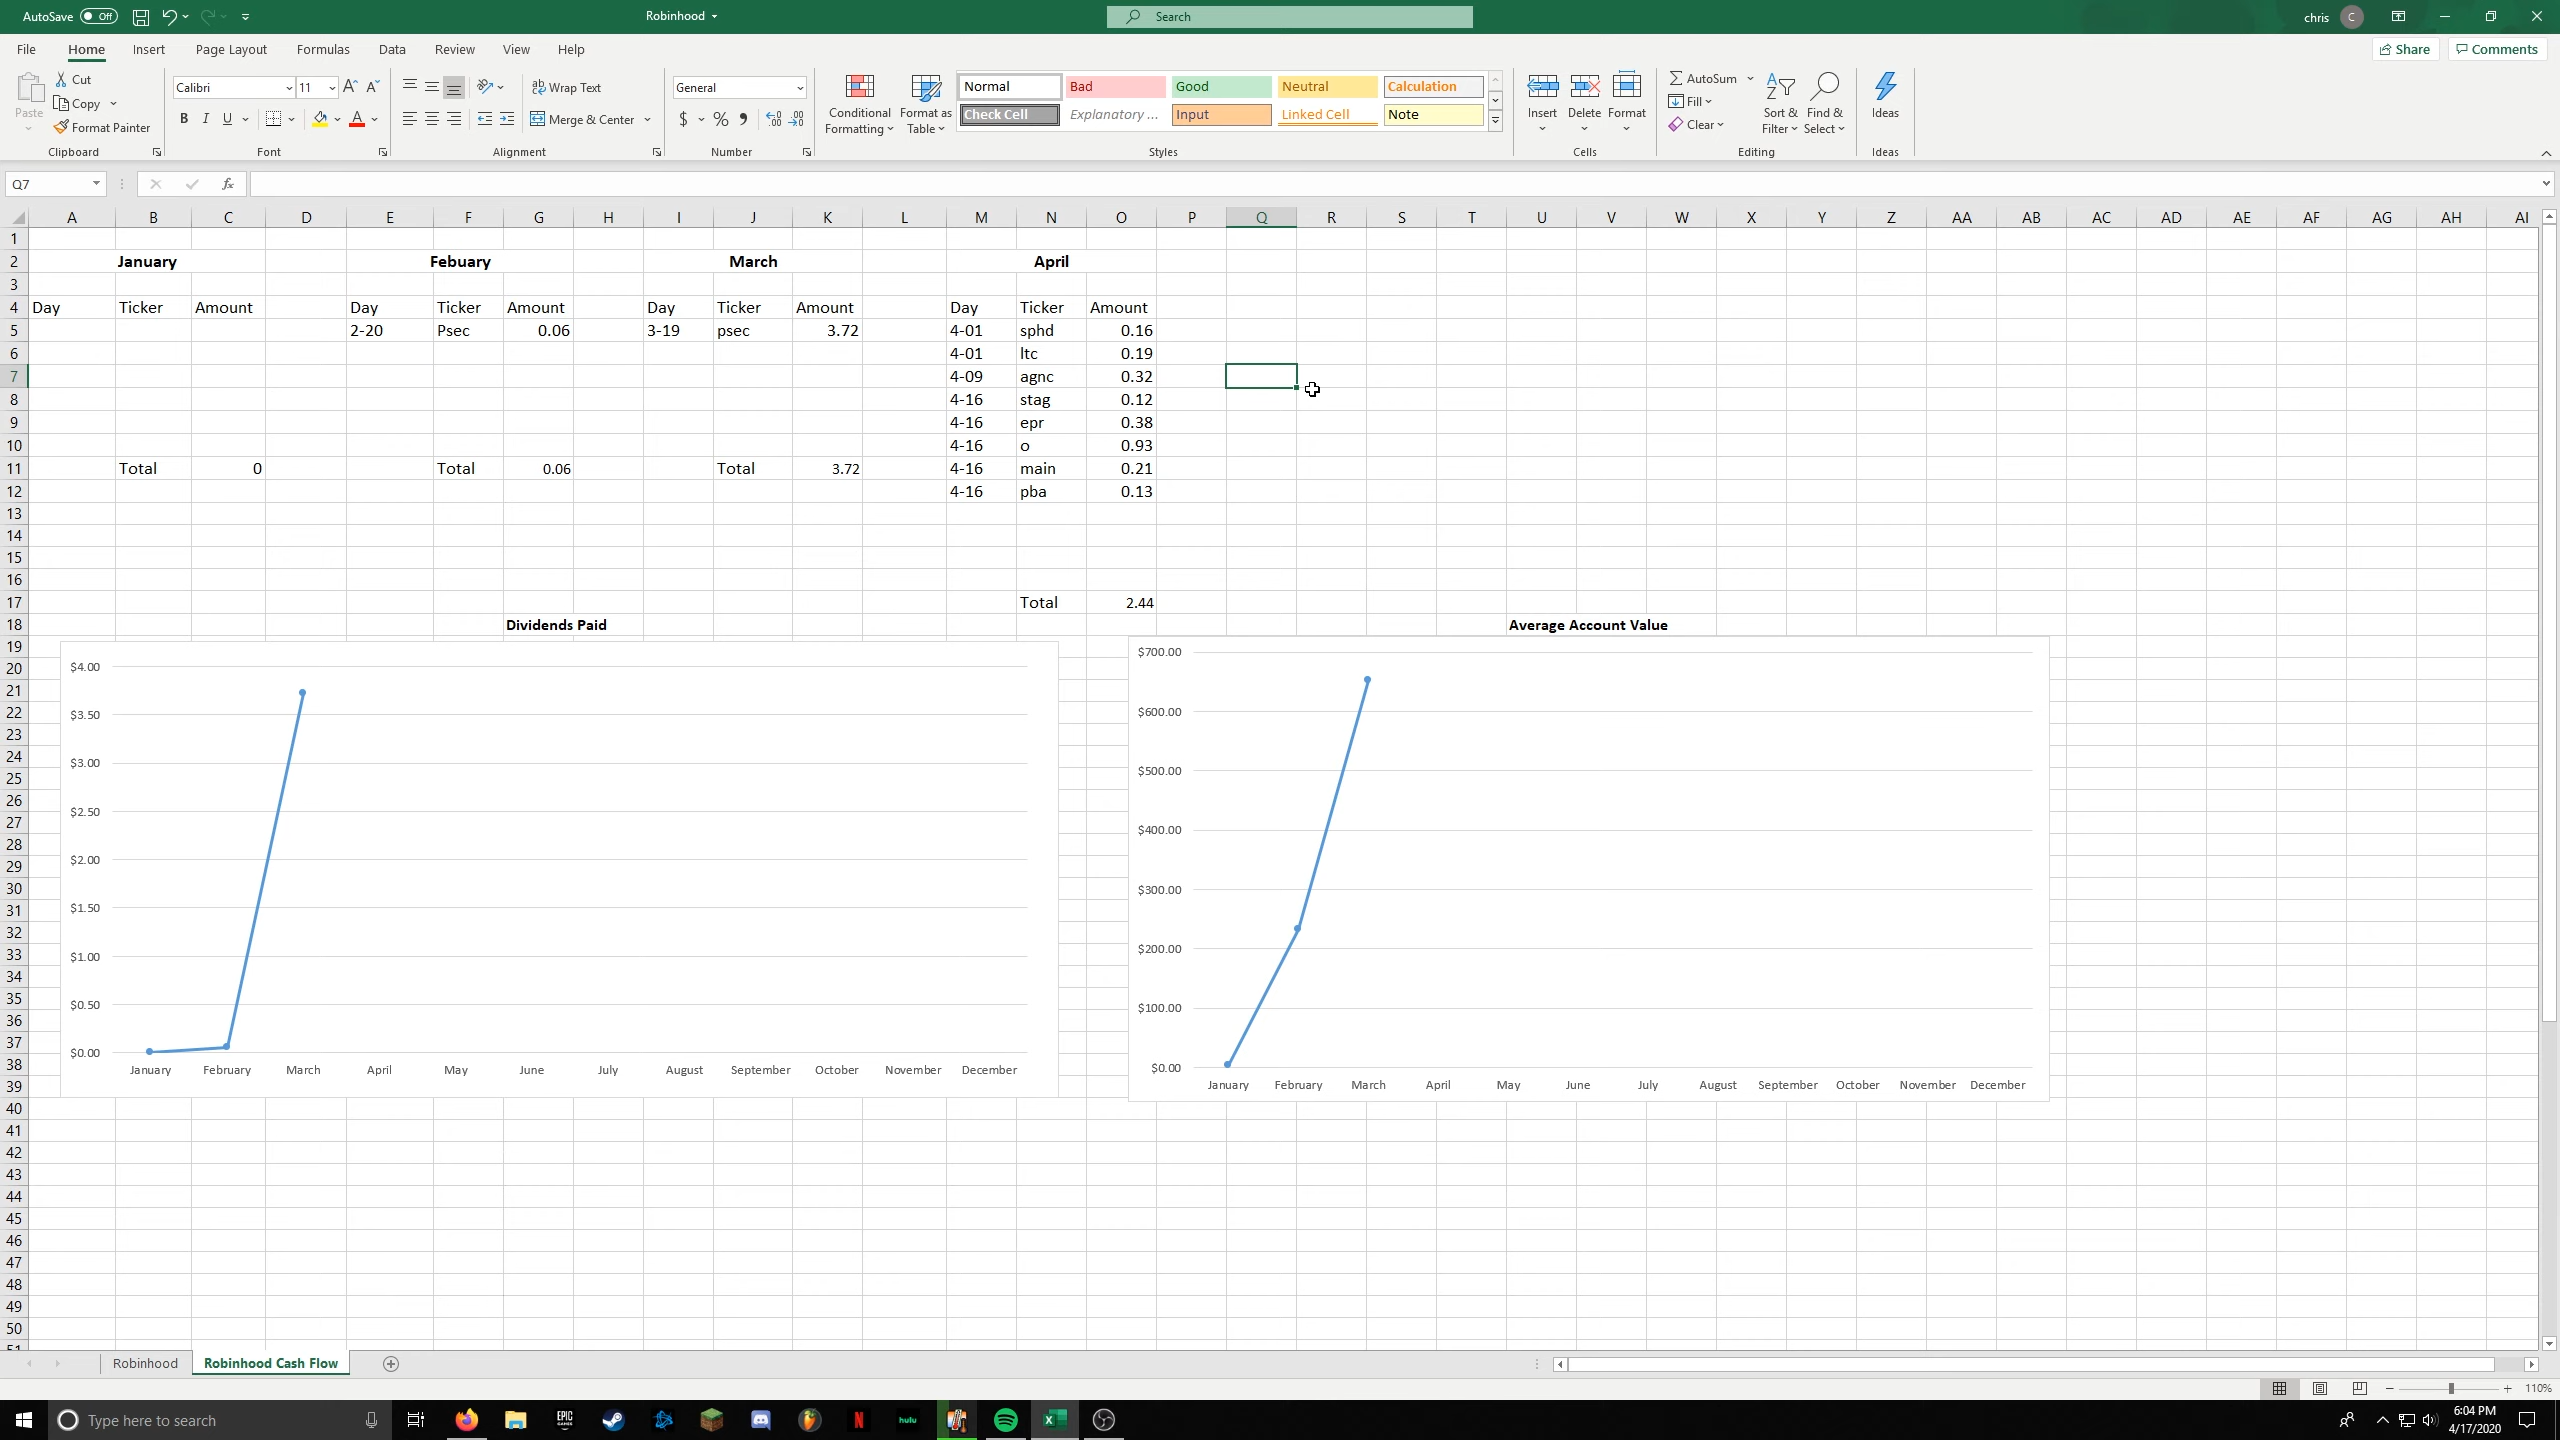 AutoSave Off Robinhood Search chris C
File Home Insert Page Layout Formulas Data Review View Help Share Comments
Paste Cut Copy Format Painter Clipboard
Calibri 11 A A B I U A Font
Wrap Text Merge & Center Alignment
General $ % 9 Number
Conditional Formatting Format as Table
Normal Bad Good Neutral Calculation
Check Cell Explanatory ... Input Linked Cell Note
Styles
Insert Delete Format Cells
AutoSum Fill Clear Sort & Filter Find & Select Editing
Ideas Ideas
Q7 fx
A B C D E F G H I J K L M N O P Q R S T U V W X Y Z AA AB AC AD AE AF AG AH AI
1
2 January Febuary March April
3
4 Day Ticker Amount Day Ticker Amount Day Ticker Amount Day Ticker Amount
5 2-20 Psec 0.06 3-19 psec 3.72 4-01 sphd 0.16
6 4-01 ltc 0.19
7 4-09 agnc 0.32
8 4-16 stag 0.12
9 4-16 epr 0.38
10 4-16 o 0.93
11 Total 0 Total 0.06 Total 3.72 4-16 main 0.21
12 4-16 pba 0.13
13
14
15
16
17 Total 2.44
18 Dividends Paid Average Account Value
19
20
21
22
23
24
25
26
27
28
29
30
31
32
33
34
35
36
37
38
39
40
41
42
43
44
45
46
47
48
49
50
51
$4.00
$3.50
$3.00
$2.50
$2.00
$1.50
$1.00
$0.50
$0.00
January February March April May June July August September October November December
$700.00
$600.00
$500.00
$400.00
$300.00
$200.00
$100.00
$0.00
January February March April May June July August September October November December
Robinhood Robinhood Cash Flow
110%
Type here to search EPIC GAMES N hulu 6:04 PM
4/17/2020